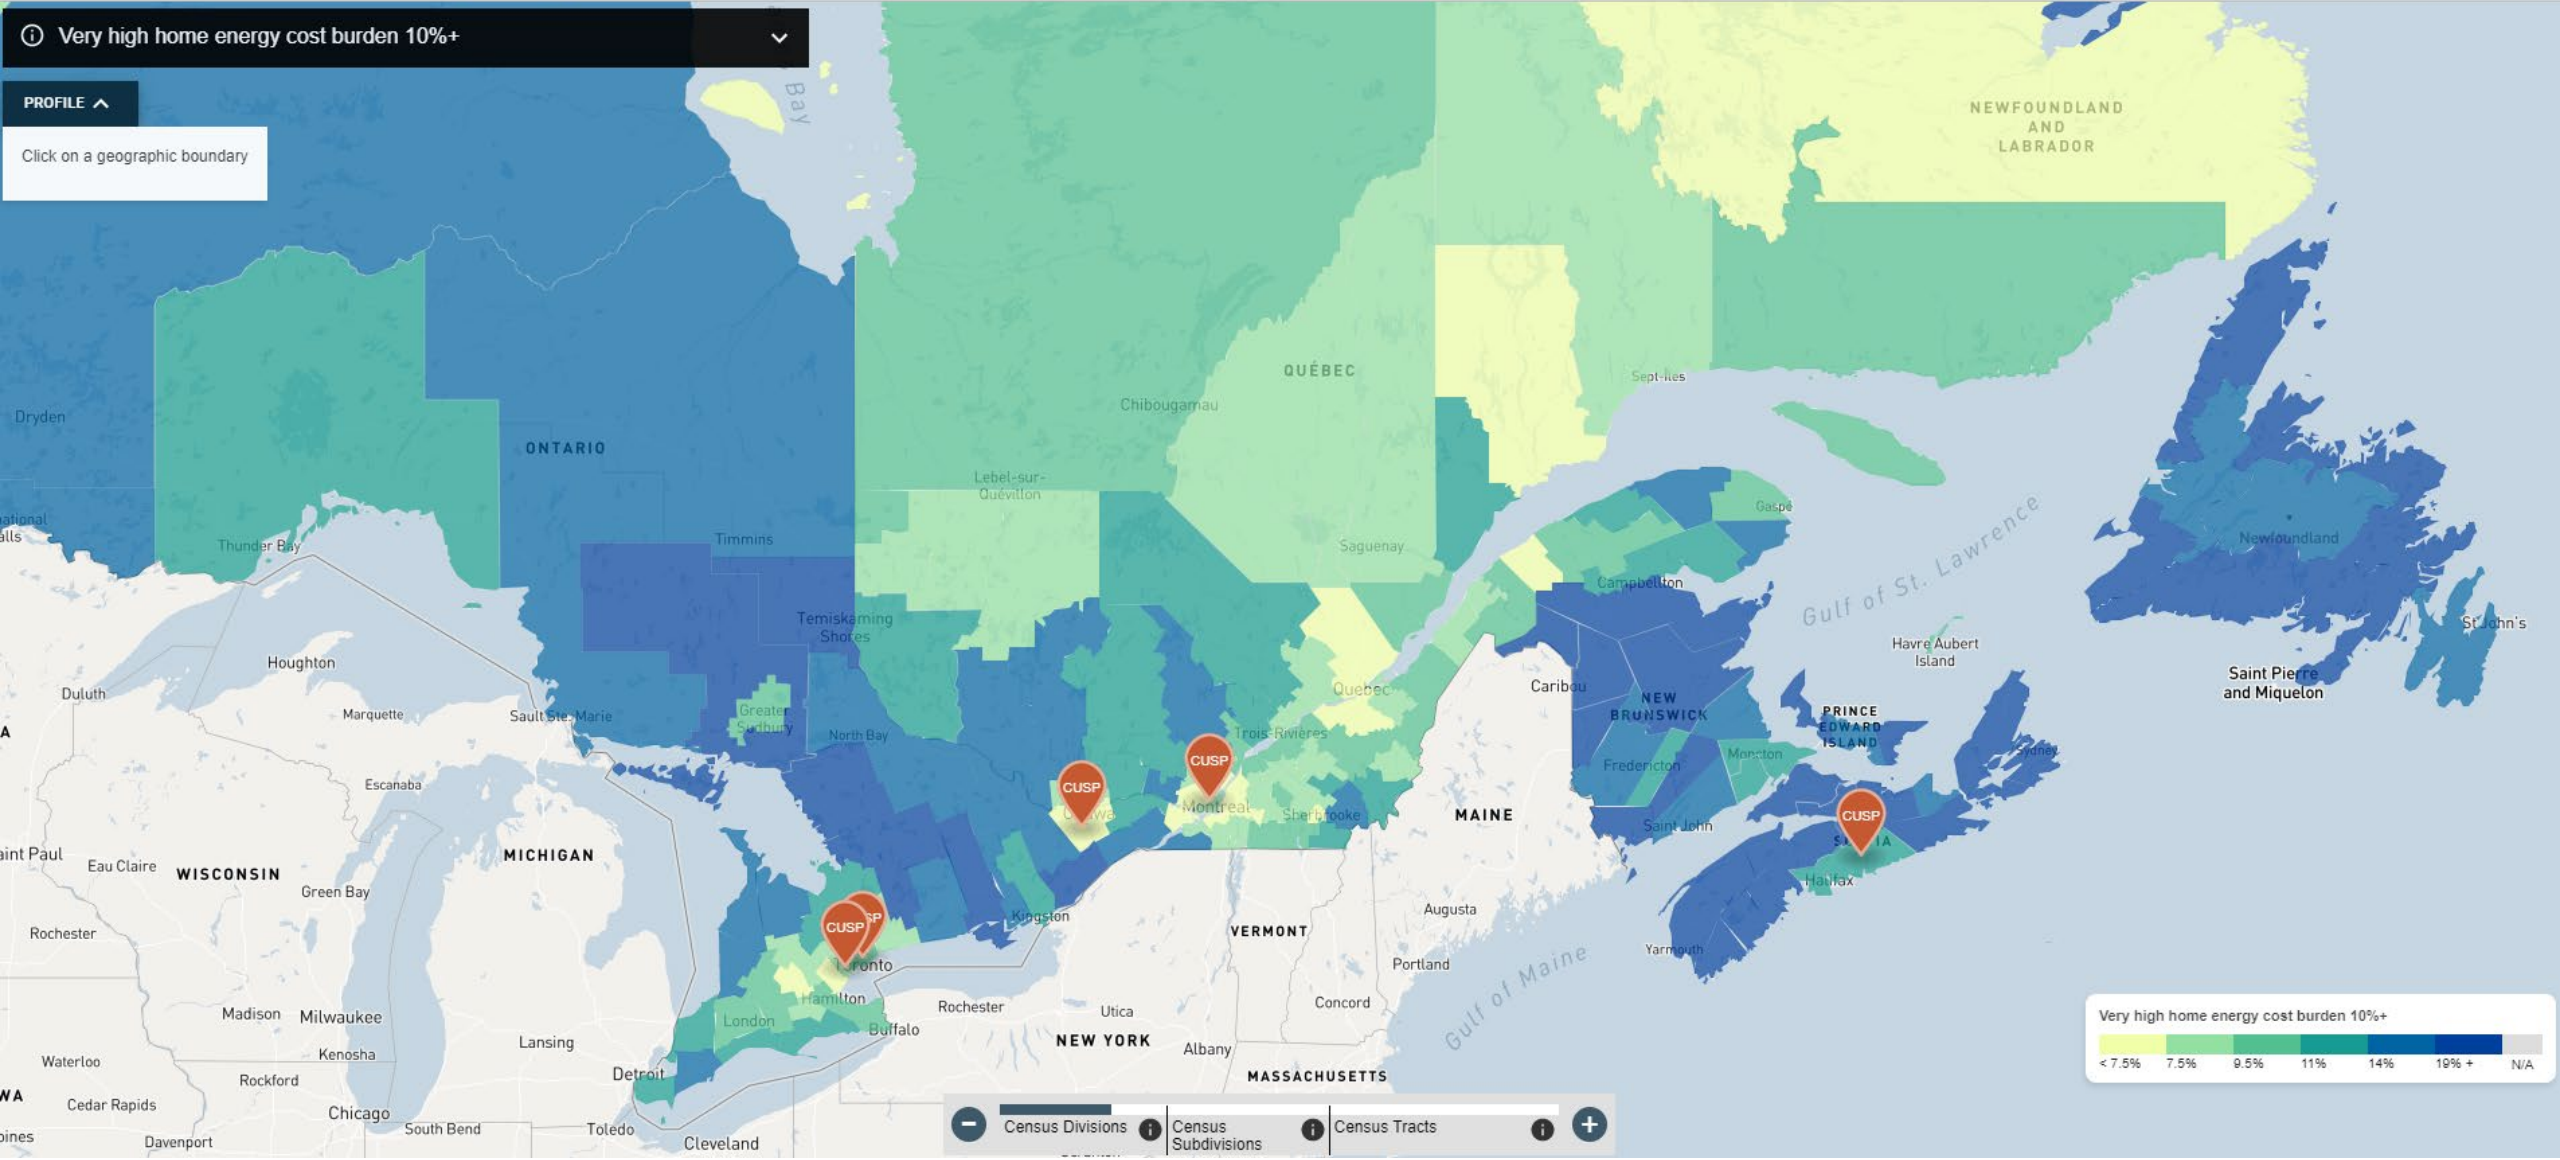 Very high home energy cost burden 10%+
PROFILE
Click on a geographic boundary
Bay
NEWFOUNDLAND
AND
LABRADOR
QUÉBEC
Sept-Iles
Chibougamau
Dryden
ONTARIO
Lebel-sur-
Quévillon
Gaspé
Gulf of St. Lawrence
Thunder Bay
Timmins
Saguenay
Newfoundland
Campbellton
Temiskaming
Shores
St John's
Havre Aubert
Island
Houghton
Duluth
Quebec
Caribou
Saint Pierre
and Miquelon
Marquette
Sault Ste. Marie
Greater
Sudbury
North Bay
NEW
BRUNSWICK
PRINCE
EDWARD
ISLAND
Trois-Rivières
Moncton
Sydney
Fredericton
CUSP
CUSP
Escanaba
Montreal
Sherbrooke
MAINE
CUSP
Saint John
Saint Paul
Eau Claire
WISCONSIN
MICHIGAN
Green Bay
Halifax
Rochester
Kingston
Augusta
VERMONT
CUSP
SP
Toronto
Yarmouth
Portland
Gulf of Maine
Hamilton
Rochester
Utica
Concord
Madison
Milwaukee
London
Buffalo
Lansing
NEW YORK
Albany
Waterloo
Kenosha
Detroit
MASSACHUSETTS
Rockford
WA
Cedar Rapids
Chicago
South Bend
Toledo
Cleveland
Davenport
Very high home energy cost burden 10%+
< 7.5% 7.5% 9.5% 11% 14% 19% + N/A
Census Divisions
Census
Subdivisions
Census Tracts